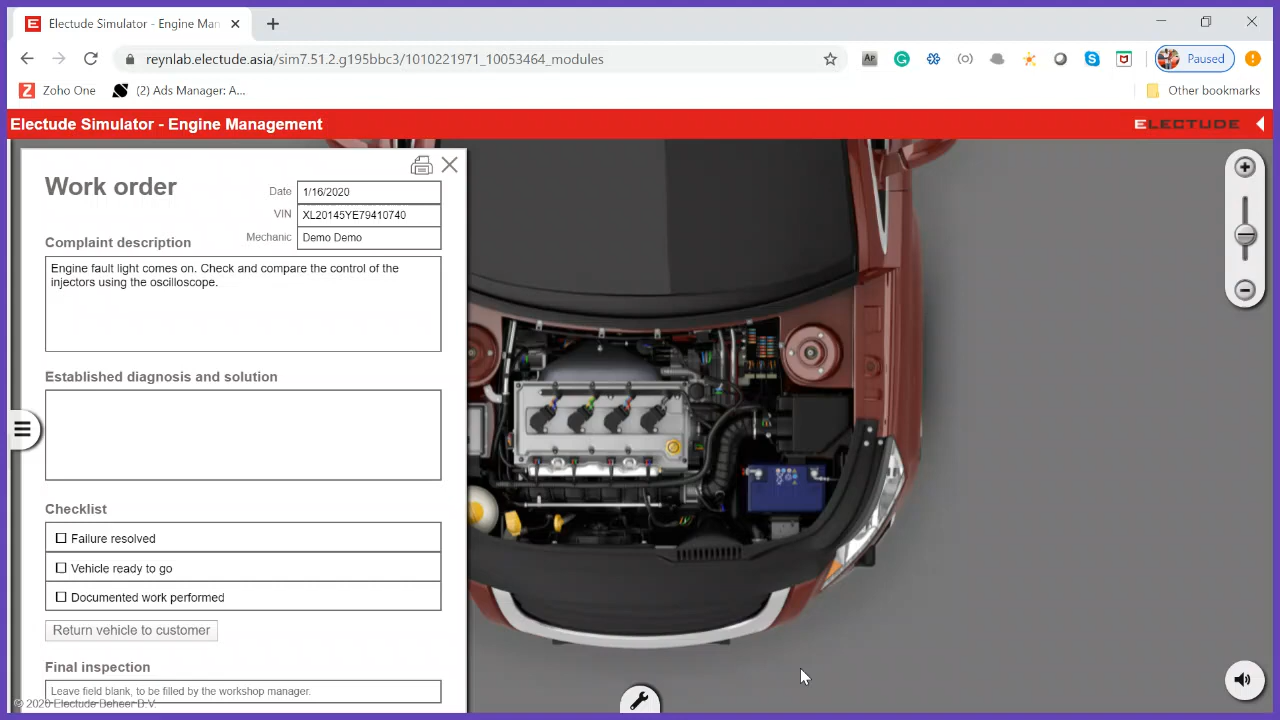 Electude Simulator - Engine Man
reynlab.electude.asia/sim7.51.2.g195bbc3/1010221971_10053464_modules
AP
Paused
Zoho One
(2) Ads Manager: A...
Other bookmarks
Electude Simulator - Engine Management
ELECTUDE
Work order
Date 1/16/2020
VIN XL20145YE79410740
Mechanic Demo Demo
Complaint description
Engine fault light comes on. Check and compare the control of the
injectors using the oscilloscope.
Established diagnosis and solution
Checklist
Failure resolved
Vehicle ready to go
Documented work performed
Return vehicle to customer
Final inspection
Leave field blank, to be filled by the workshop manager.
© 2020 Electude Beheer B.V.